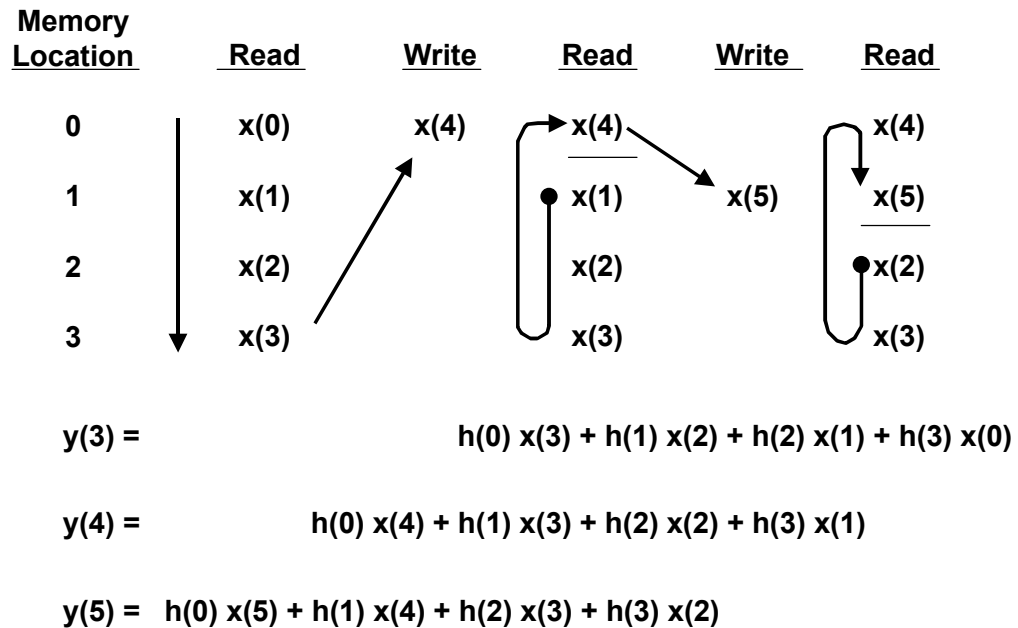 Memory
Location Read Write Read Write Read
0 x(0) x(4) x(4) x(4)
1 x(1) x(1) x(5) x(5)
2 x(2) x(2) x(2)
3 x(3) x(3) x(3)
y(3) = h(0) x(3) + h(1) x(2) + h(2) x(1) + h(3) x(0)
y(4) = h(0) x(4) + h(1) x(3) + h(2) x(2) + h(3) x(1)
y(5) = h(0) x(5) + h(1) x(4) + h(2) x(3) + h(3) x(2)